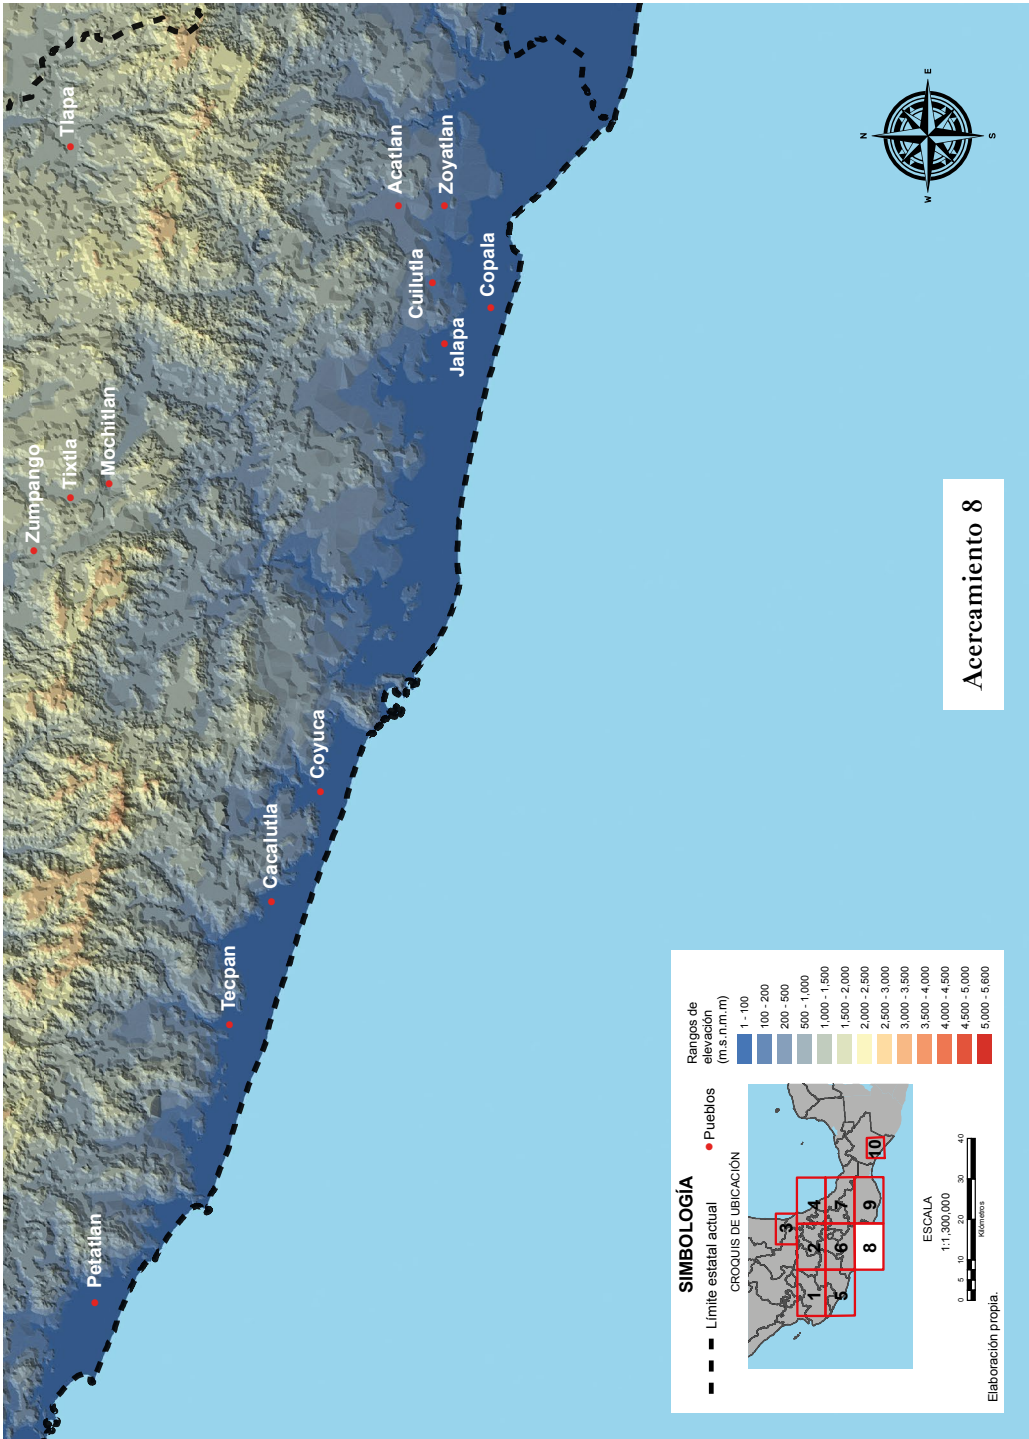 Zumpango
Tixtla
Mochitlan
Tlapa
Petatlan
Tecpan
Cacalutla
Coyuca
Acatlan
Cuilutla
Zoyatlan
Jalapa
Copala
N
E
S
W
SIMBOLOGÍA
Límite estatal actual
Pueblos
CROQUIS DE UBICACIÓN
1
2
3
4
5
6
7
8
9
10
ESCALA
1:1,300,000
0 5 10 20 30 40
Kilómetros
Elaboración propia.
Rangos de
elevación
(m.s.n.m.m)
1 - 100
100 - 200
200 - 500
500 - 1,000
1,000 - 1,500
1,500 - 2,000
2,000 - 2,500
2,500 - 3,000
3,000 - 3,500
3,500 - 4,000
4,000 - 4,500
4,500 - 5,000
5,000 - 5,600
Acercamiento 8